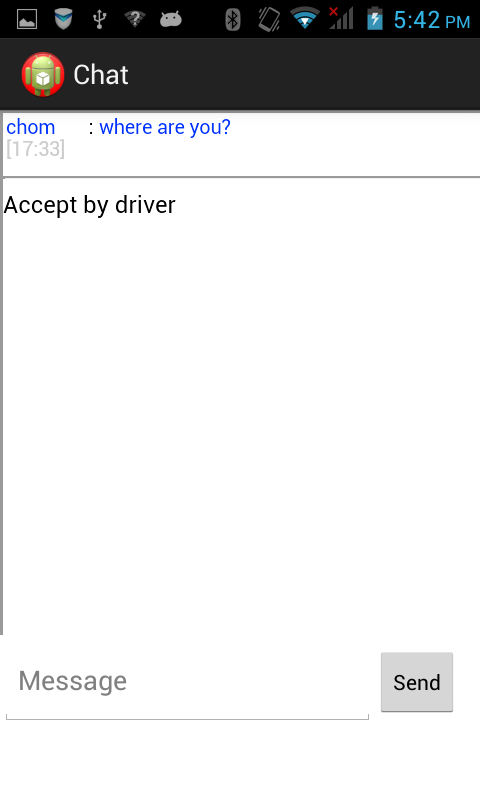 5:42 PM
Chat
chom : where are you?
[17:33]
Accept by driver
Message
Send